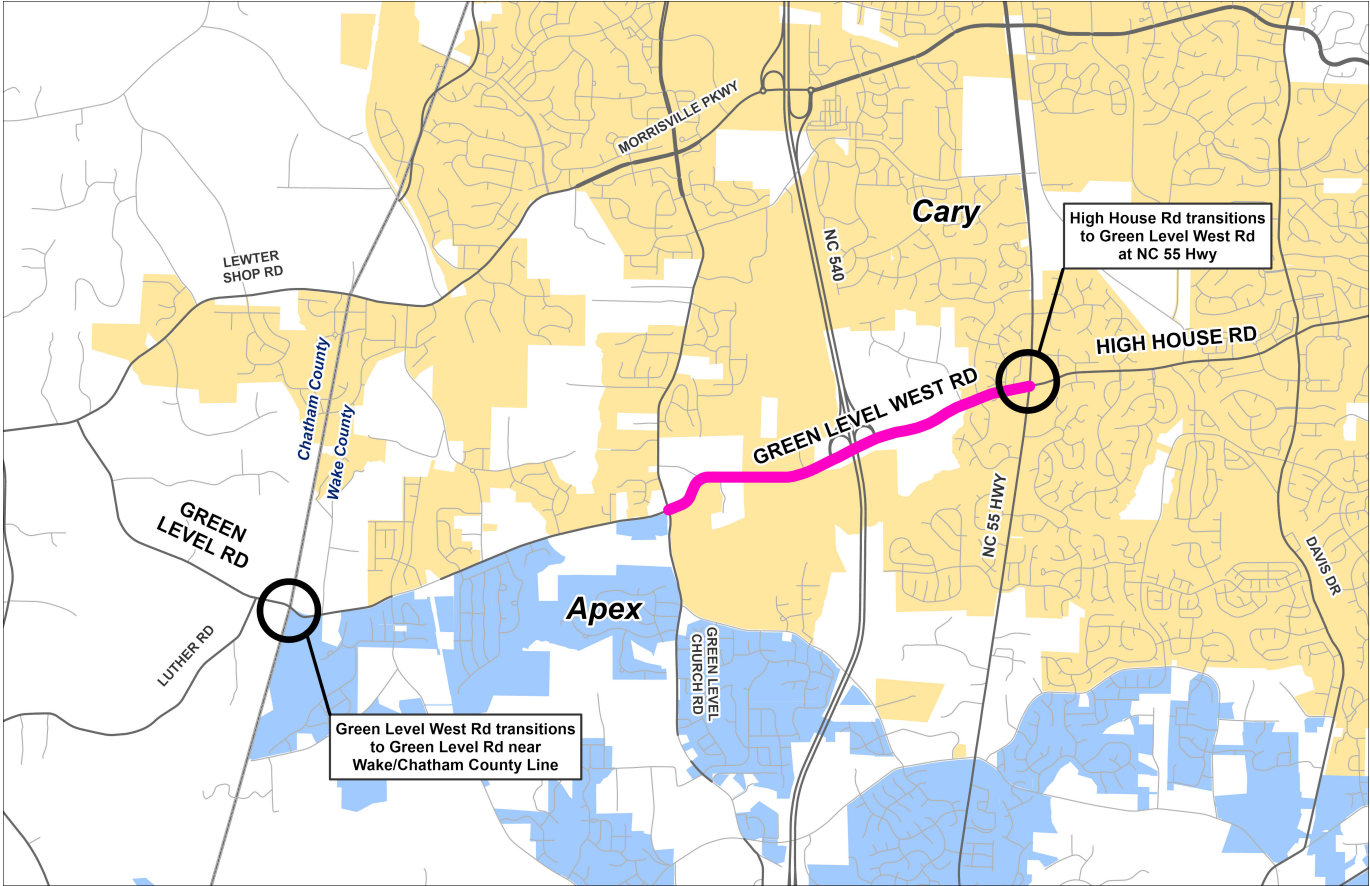 MORRISVILLE PKWY
Cary
High House Rd transitions
to Green Level West Rd
at NC 55 Hwy
NC 540
LEWTER
SHOP RD
HIGH HOUSE RD
Chatham County
Wake County
GREEN LEVEL WEST RD
NC 55 HWY
GREEN
LEVEL RD
DAVIS DR
Apex
LUTHER RD
GREEN LEVEL
CHURCH RD
Green Level West Rd transitions
to Green Level Rd near
Wake/Chatham County Line